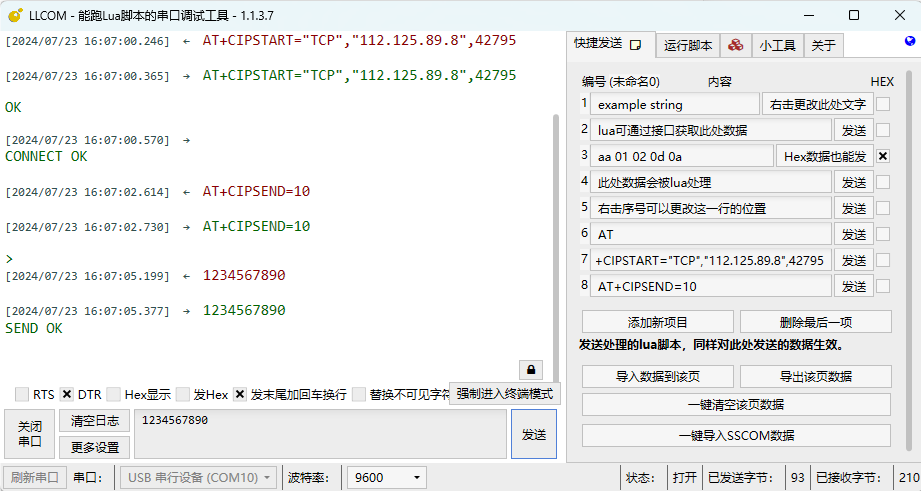 LLCOM - 能跑Lua脚本的串口调试工具 - 1.1.3.7
[2024/07/23 16:07:00.246] ← AT+CIPSTART="TCP","112.125.89.8",42795
[2024/07/23 16:07:00.365] → AT+CIPSTART="TCP","112.125.89.8",42795
OK
[2024/07/23 16:07:00.570] →
CONNECT OK
[2024/07/23 16:07:02.614] ← AT+CIPSEND=10
[2024/07/23 16:07:02.730] → AT+CIPSEND=10
>
[2024/07/23 16:07:05.199] ← 1234567890
[2024/07/23 16:07:05.377] → 1234567890
SEND OK
RTS DTR Hex显示 发Hex 发末尾加回车换行 替换不可见字符 强制进入终端模式
关闭串口
清空日志
更多设置
1234567890
发送
快捷发送 运行脚本 小工具 关于
编号 (未命名0) 内容 HEX
1 example string 右击更改此处文字
2 lua可通过接口获取此处数据 发送
3 aa 01 02 0d 0a Hex数据也能发
4 此处数据会被lua处理 发送
5 右击序号可以更改这一行的位置 发送
6 AT 发送
7 +CIPSTART="TCP","112.125.89.8",42795 发送
8 AT+CIPSEND=10 发送
添加新项目 删除最后一项
发送处理的lua脚本，同样对此处发送的数据生效。
导入数据到该页 导出该页数据
一键清空该页数据
一键导入SSCOM数据
刷新串口 串口： USB 串行设备 (COM10) 波特率： 9600 状态： 打开 已发送字节： 93 已接收字节： 210